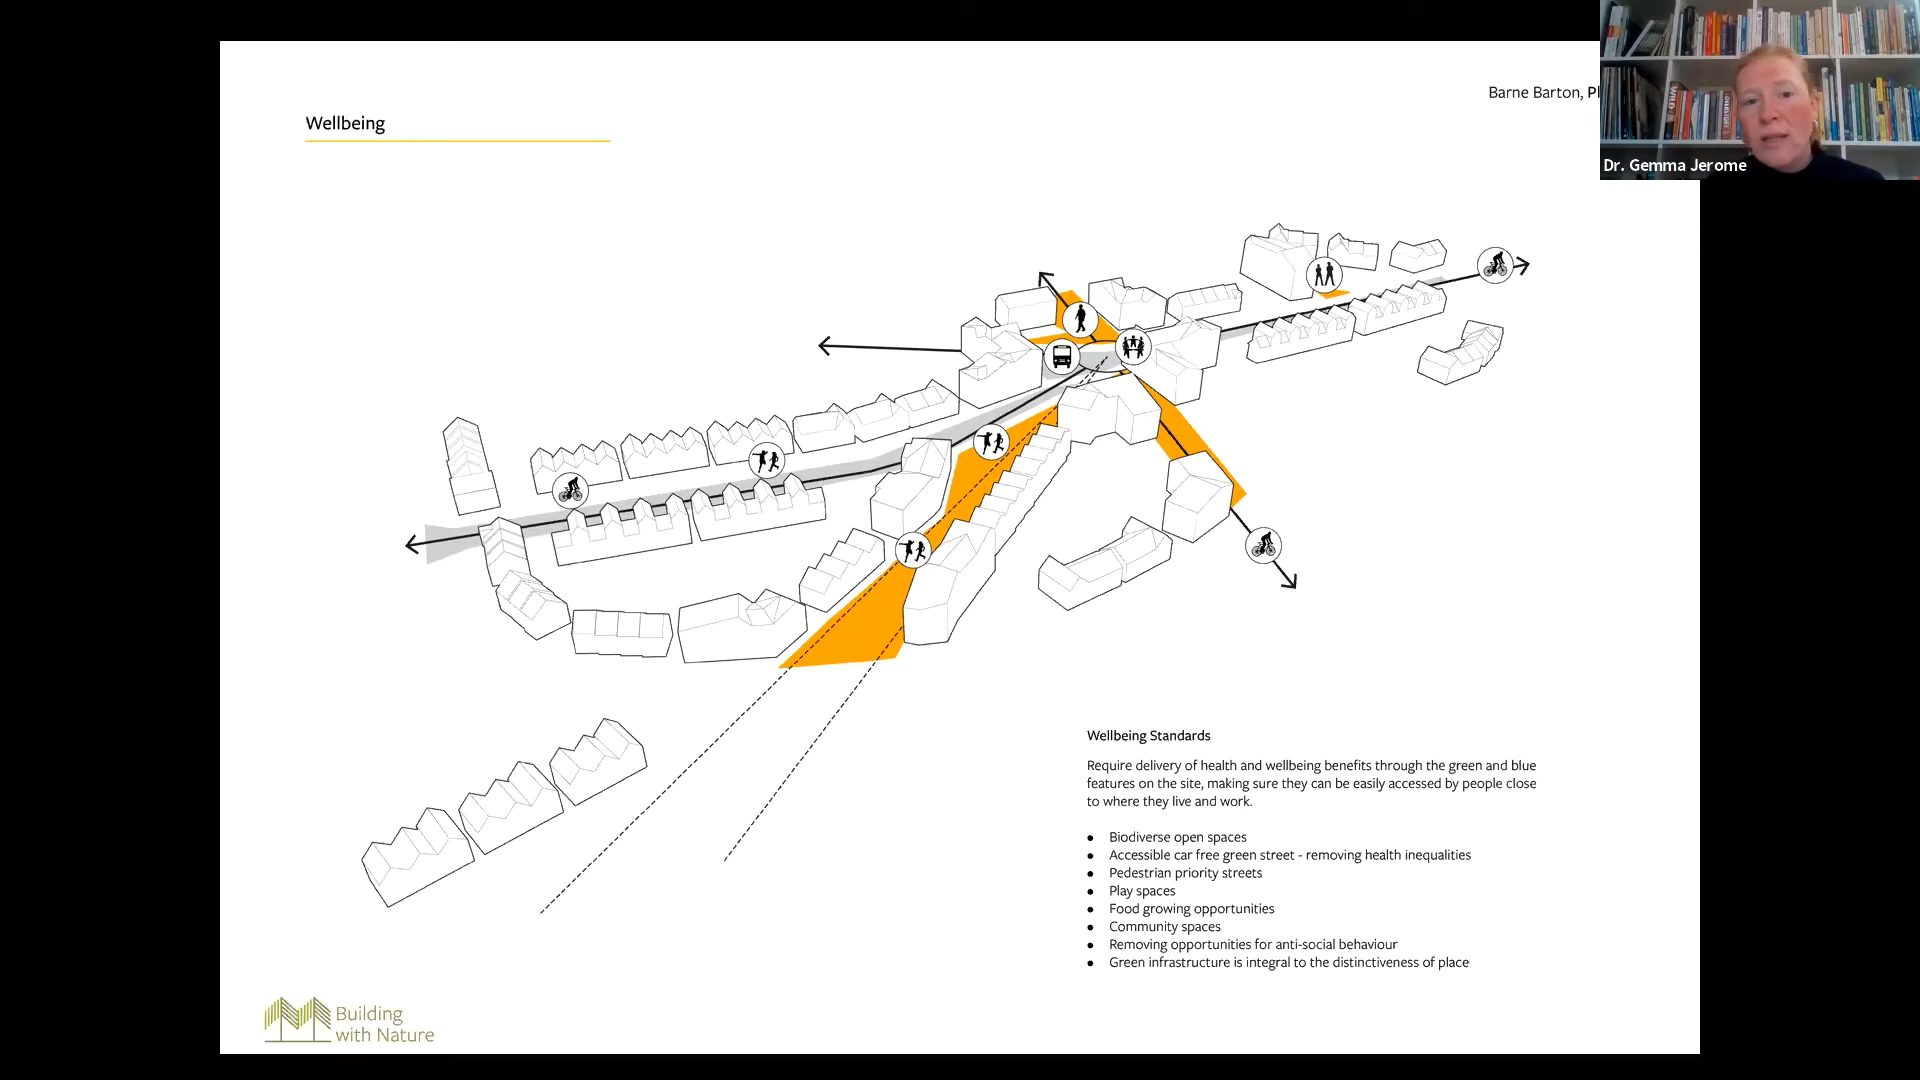 Barne Barton, Pl
Wellbeing
Dr. Gemma Jerome
WILD
Wellbeing Standards
Require delivery of health and wellbeing benefits through the green and blue
features on the site, making sure they can be easily accessed by people close
to where they live and work.
● Biodiverse open spaces
● Accessible car free green street - removing health inequalities
● Pedestrian priority streets
● Play spaces
● Food growing opportunities
● Community spaces
● Removing opportunities for anti-social behaviour
● Green infrastructure is integral to the distinctiveness of place
Building
with Nature